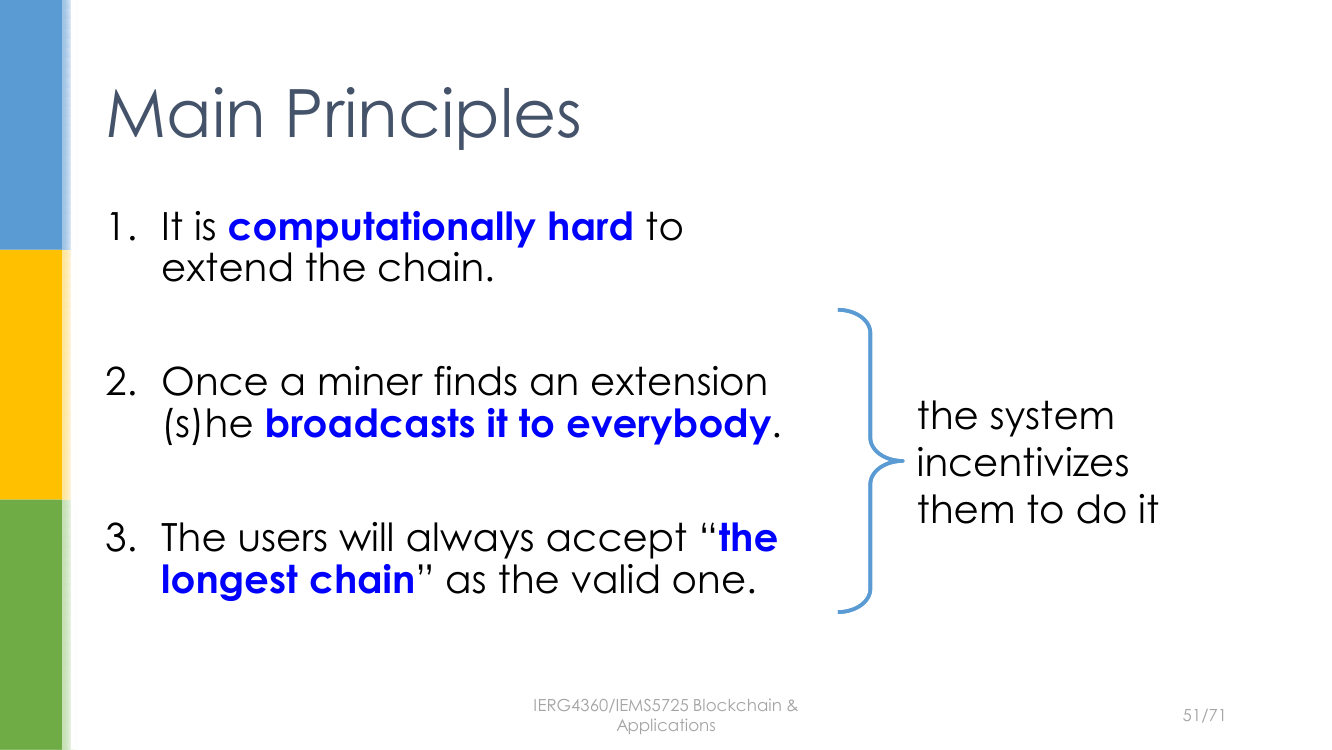 Main Principles
1. It is computationally hard to
extend the chain.
2. Once a miner finds an extension
(s)he broadcasts it to everybody.
3. The users will always accept “the
longest chain” as the valid one.
the system
incentivizes
them to do it
IERG4360/IEMS5725 Blockchain &
Applications
51/71